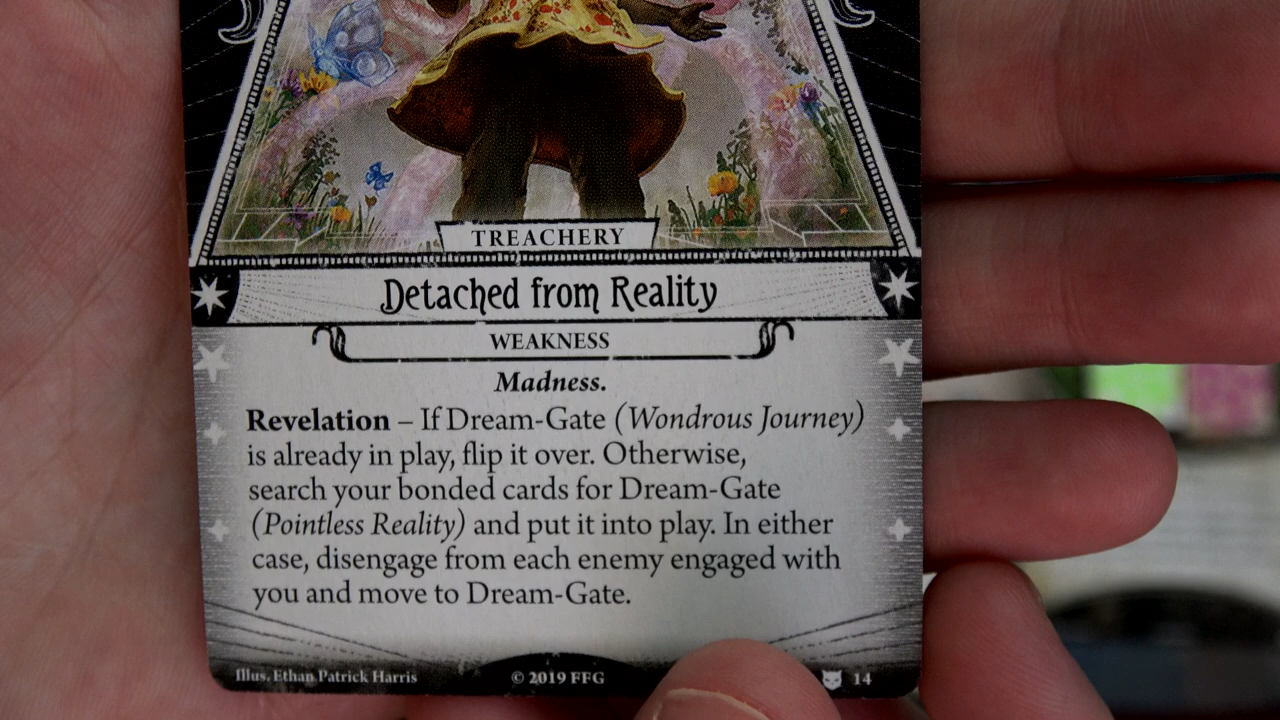 TREACHERY
Detached from Reality
WEAKNESS
Madness.
Revelation – If Dream-Gate (Wondrous Journey)
is already in play, flip it over. Otherwise,
search your bonded cards for Dream-Gate
(Pointless Reality) and put it into play. In either
case, disengage from each enemy engaged with
you and move to Dream-Gate.
Illus. Ethan Patrick Harris
© 2019 FFG
14